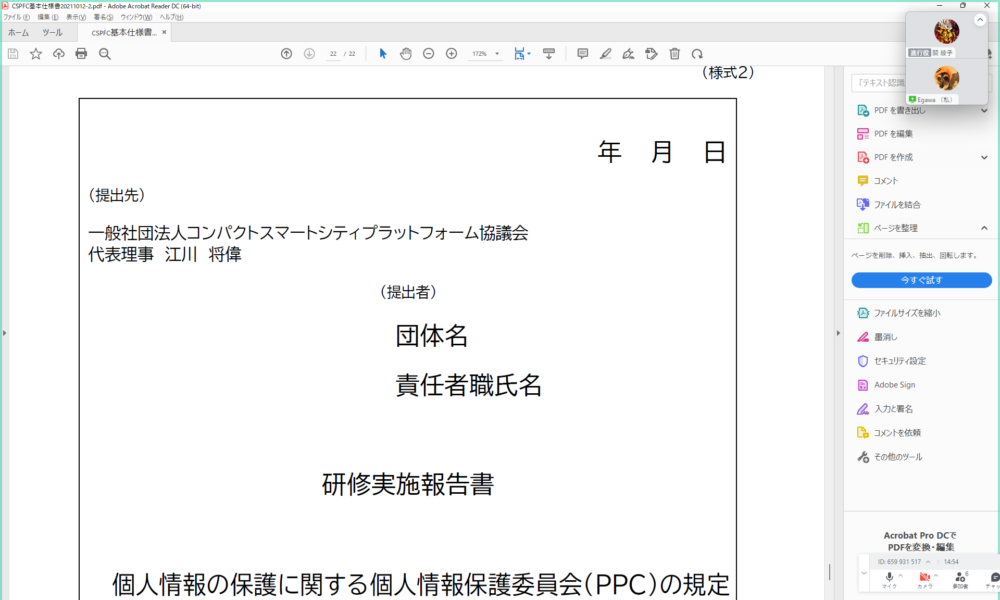 CSPFC基本仕様書20211012-2.pdf - Adobe Acrobat Reader DC (64-bit)
ファイル(F) 編集(E) 表示(V) 署名(S) ウィンドウ(W) ヘルプ(H)
ホーム ツール CSPFC基本仕様書... ×
22 / 22 172%
進行役 関 綾子
Egawa （私）
「テキスト認識
PDF を書き出し
PDF を編集
PDF を作成
コメント
ファイルを結合
ページを整理
ページを削除、挿入、抽出、回転します。
今すぐ試す
ファイルサイズを縮小
墨消し
セキュリティ設定
Adobe Sign
入力と署名
コメントを依頼
その他のツール
Acrobat Pro DCで
PDFを変換・編集
ID: 659 931 517 14:54
6
マイク カメラ 参加者 チャッ
（様式２）
年 月 日
（提出先）
一般社団法人コンパクトスマートシティプラットフォーム協議会
代表理事 江川 将偉
（提出者）
団体名
責任者職氏名
研修実施報告書
個人情報の保護に関する個人情報保護委員会（PPC）の規定